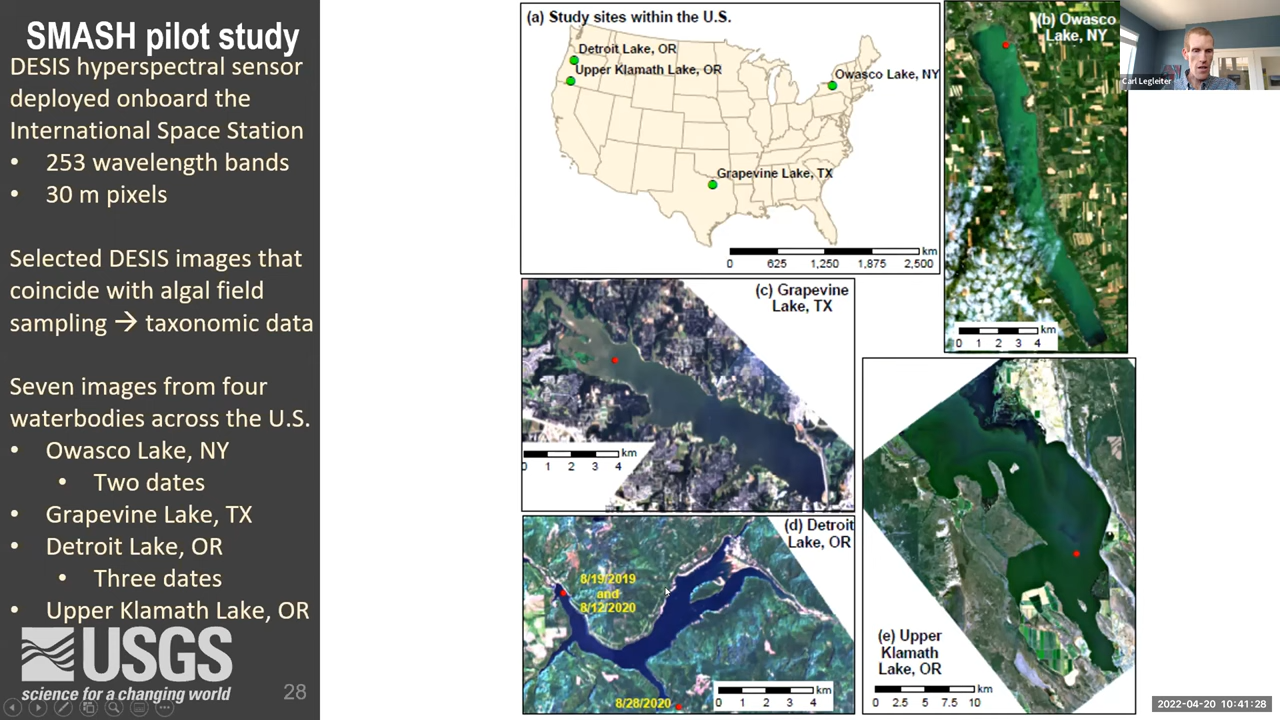 SMASH pilot study
DESIS hyperspectral sensor
deployed onboard the
International Space Station
• 253 wavelength bands
• 30 m pixels
Selected DESIS images that
coincide with algal field
sampling → taxonomic data
Seven images from four
waterbodies across the U.S.
• Owasco Lake, NY
• Two dates
• Grapevine Lake, TX
• Detroit Lake, OR
• Three dates
• Upper Klamath Lake, OR
USGS
science for a changing world
28
(a) Study sites within the U.S.
Detroit Lake, OR
Upper Klamath Lake, OR
Owasco Lake, NY
Grapevine Lake, TX
km
0 625 1,250 1,875 2,500
(b) Owasco
Lake, NY
km
0 1 2 3 4
(c) Grapevine
Lake, TX
km
0 1 2 3 4
(d) Detroit
Lake, OR
8/19/2019
and
8/12/2020
8/28/2020
km
0 1 2 3 4
(e) Upper
Klamath
Lake, OR
km
0 2.5 5 7.5 10
Carl Legleiter
2022-04-20 10:41:28